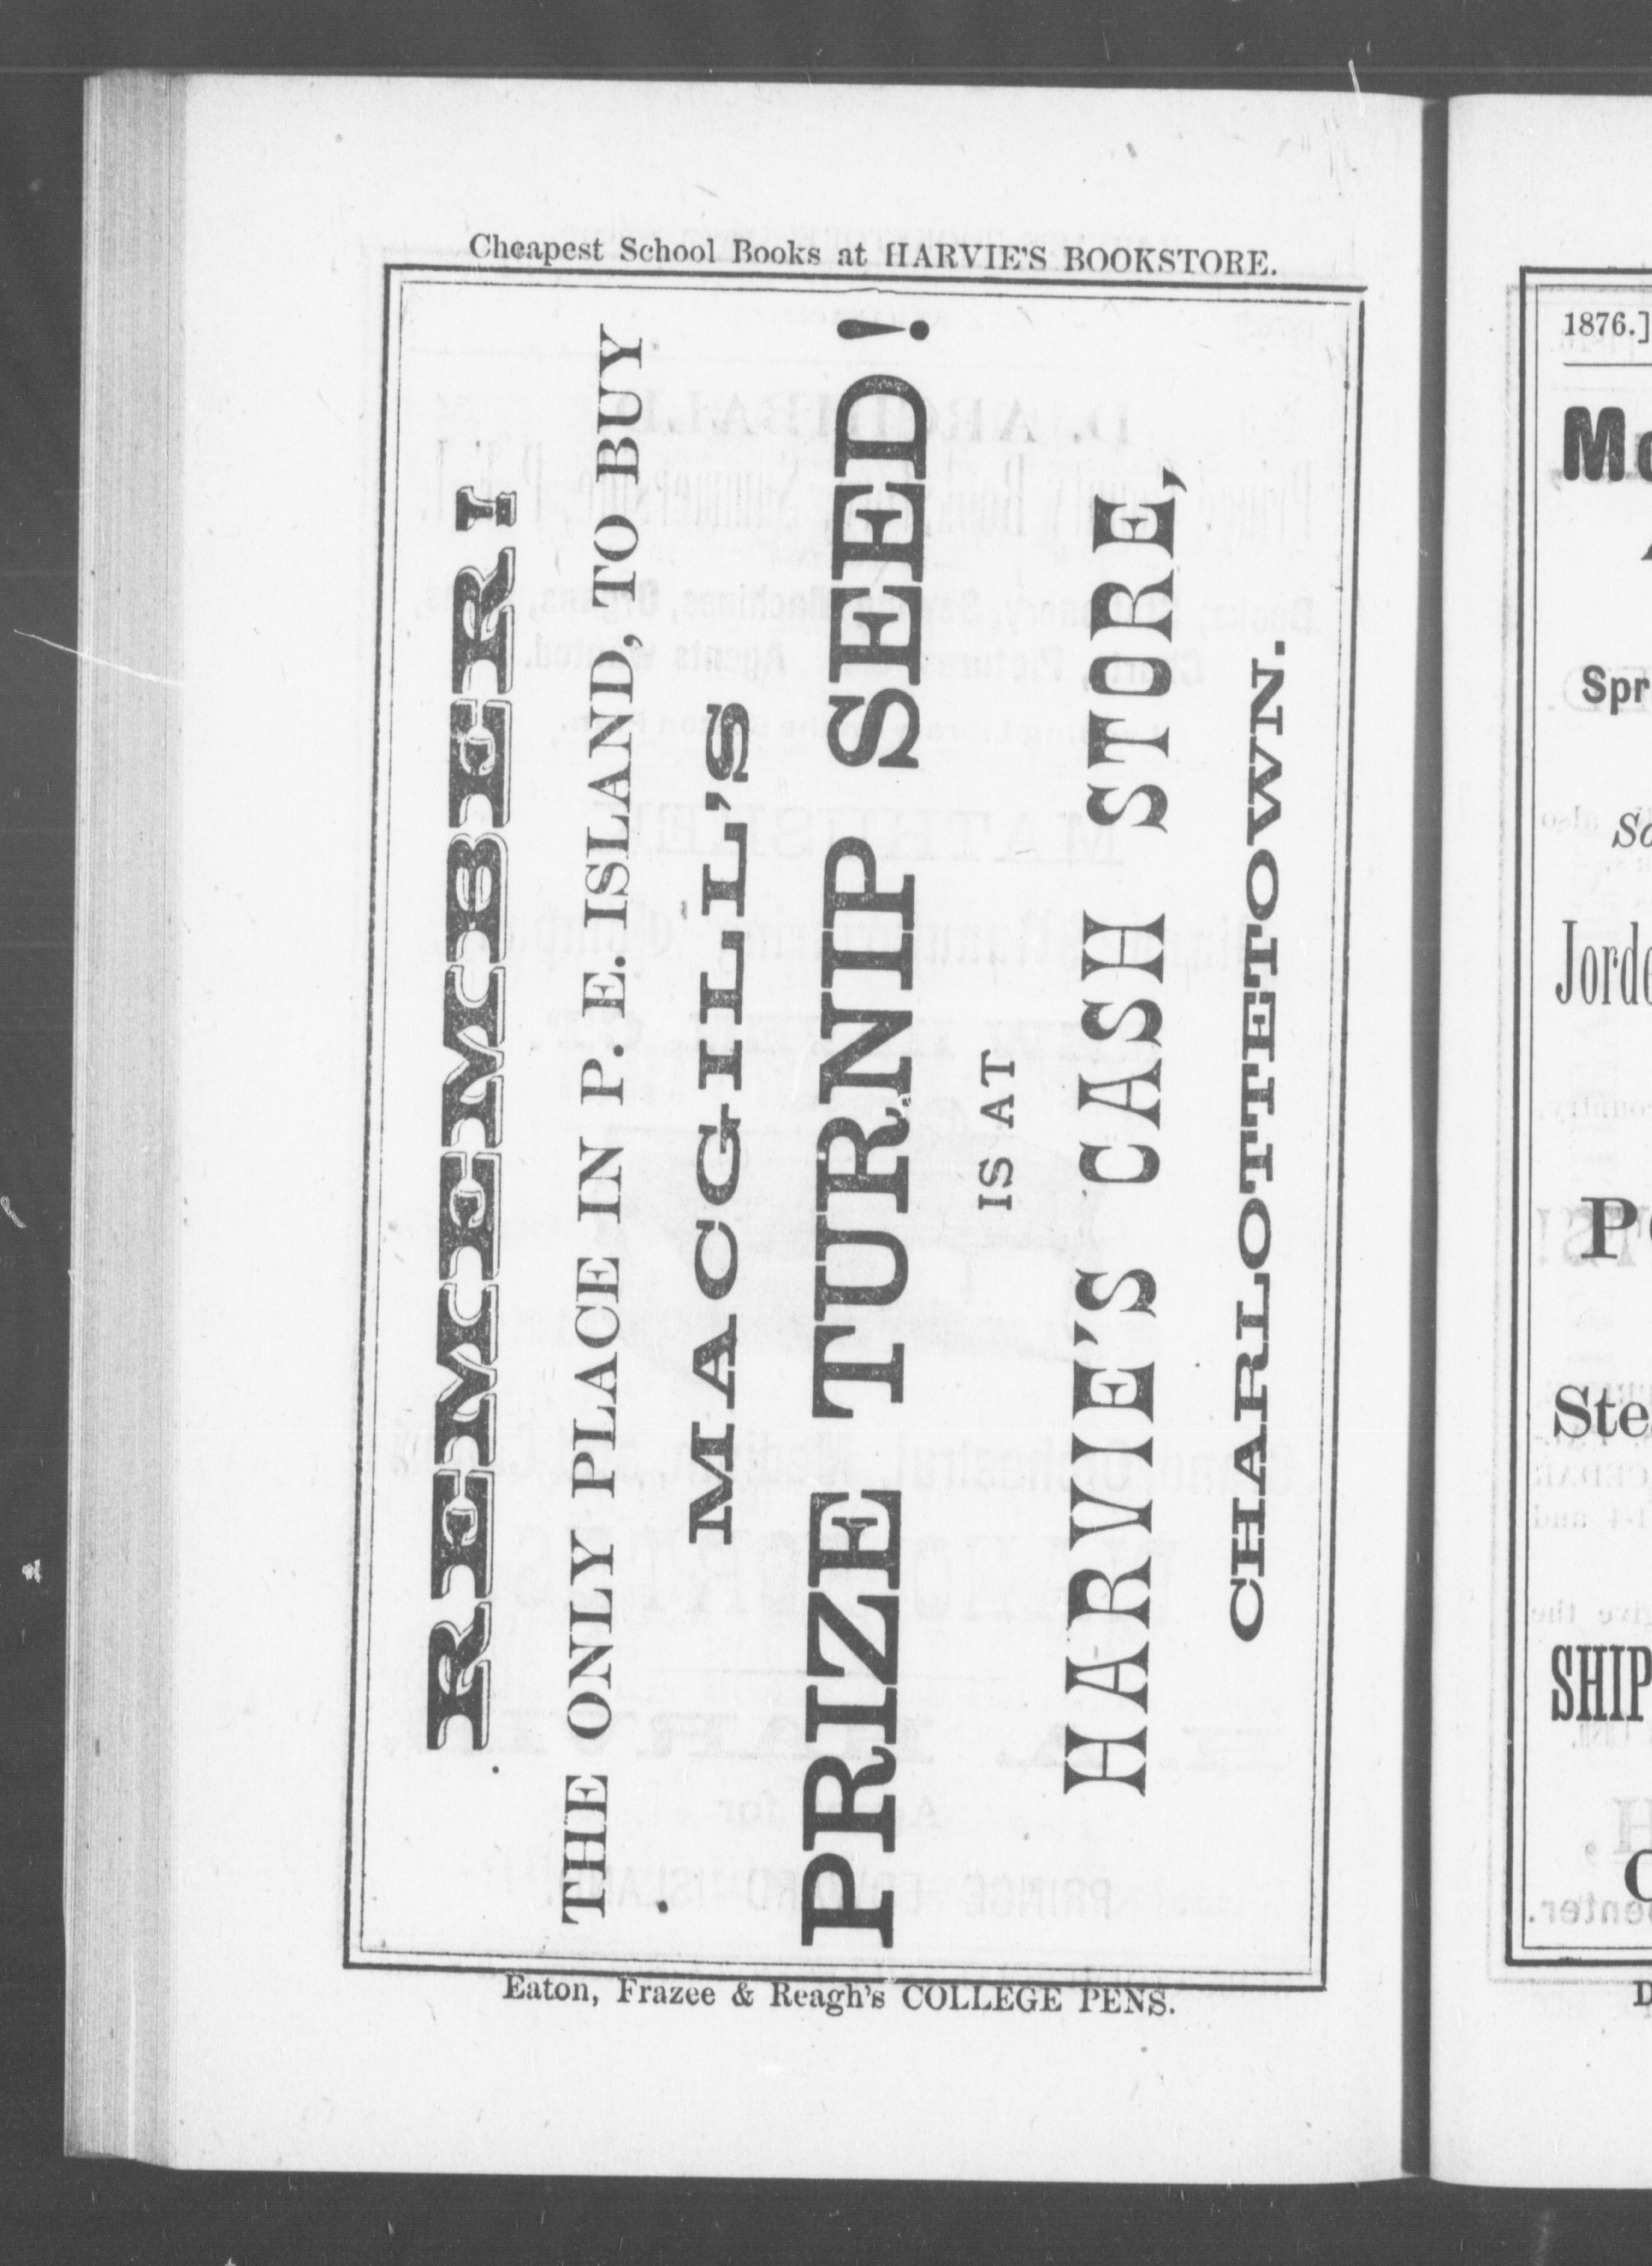 Cheapest School Books at HARVIE'S BOOKSTORE.
REMEMBER!
THE ONLY PLACE IN P. E. ISLAND, TO BUY
MACGILL'S
PRIZE TURNIP SEED!
IS AT
HARVIE'S CASH STORE,
CHARLOTTETOWN.
Eaton, Frazee & Reagh's COLLEGE PENS.
1876.]
Spr
Jord
Ste
SHIP